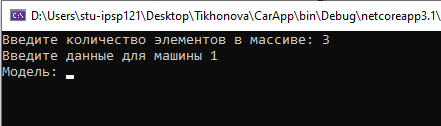 D:\Users\stu-ipsp121\Desktop\Tikhonova\CarApp\bin\Debug\netcoreapp3.1\
Введите количество элементов в массиве: 3
Введите данные для машины 1
Модель: